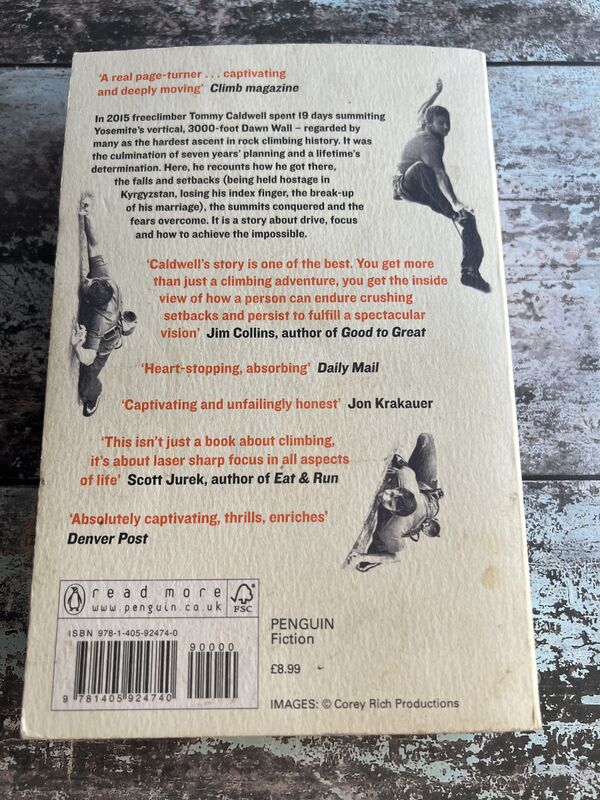 ‘A real page-turner . . . captivating
and deeply moving’ Climb magazine
In 2015 freeclimber Tommy Caldwell spent 19 days summiting
Yosemite's vertical, 3000-foot Dawn Wall – regarded by
many as the hardest ascent in rock climbing history. It was
the culmination of seven years' planning and a lifetime's
determination. Here, he recounts how he got there,
the falls and setbacks (being held hostage in
Kyrgyzstan, losing his index finger, the break-up
of his marriage), the summits conquered and the
fears overcome. It is a story about drive, focus
and how to achieve the impossible.
‘Caldwell's story is one of the best. You get more
than just a climbing adventure, you get the inside
view of how a person can endure crushing
setbacks and persist to fulfill a spectacular
vision’ Jim Collins, author of Good to Great
‘Heart-stopping, absorbing’ Daily Mail
‘Captivating and unfailingly honest’ Jon Krakauer
‘This isn't just a book about climbing,
it's about laser sharp focus in all aspects
of life’ Scott Jurek, author of Eat & Run
‘Absolutely captivating, thrills, enriches’
Denver Post
read more
www.penguin.co.uk
FSC
ISBN 978-1-405-92474-0
90000
9 781405 924740
PENGUIN
Fiction
£8.99
IMAGES: © Corey Rich Productions